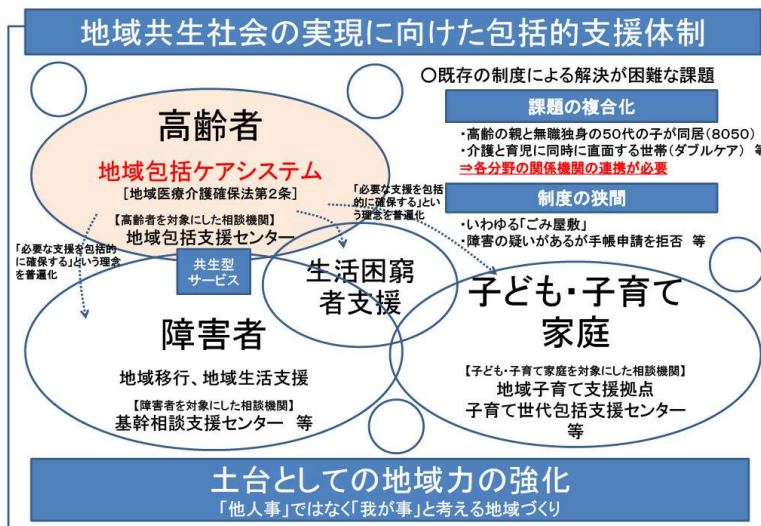 地域共生社会の実現に向けた包括的支援体制
○既存の制度による解決が困難な課題
課題の複合化
・高齢の親と無職独身の50代の子が同居(8050)
・介護と育児に同時に直面する世帯(ダブルケア) 等
⇒各分野の関係機関の連携が必要
制度の狭間
・いわゆる「ごみ屋敷」
・障害の疑いがあるが手帳申請を拒否 等
高齢者
地域包括ケアシステム
[地域医療介護確保法第2条]
【高齢者を対象にした相談機関】
地域包括支援センター
「必要な支援を包括的に確保する」という理念を普遍化
「必要な支援を包括的
に確保する」という理念
を普遍化
共生型
サービス
生活困窮
者支援
障害者
地域移行、地域生活支援
【障害者を対象にした相談機関】
基幹相談支援センター 等
子ども・子育て
家庭
【子ども・子育て家庭を対象にした相談機関】
地域子育て支援拠点
子育て世代包括支援センター
等
土台としての地域力の強化
「他人事」ではなく「我が事」と考える地域づくり